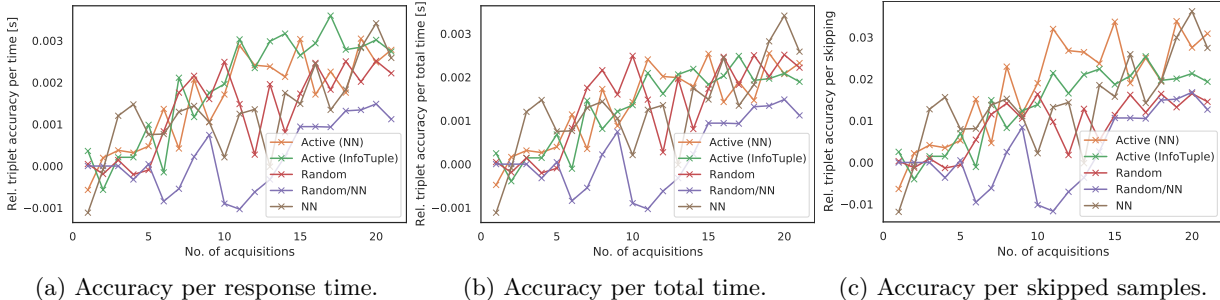 Rel. triplet accuracy per time [s]
0.003
0.002
0.001
0.000
−0.001
0
5
10
15
20
No. of acquisitions
Active (NN)
Active (InfoTuple)
Random
Random/NN
NN
(a) Accuracy per response time.
Rel. triplet accuracy per total time [s]
0.003
0.002
0.001
0.000
−0.001
0
5
10
15
20
No. of acquisitions
Active (NN)
Active (InfoTuple)
Random
Random/NN
NN
(b) Accuracy per total time.
Rel. triplet accuracy per skipping
0.03
0.02
0.01
0.00
−0.01
0
5
10
15
20
No. of acquisitions
Active (NN)
Active (InfoTuple)
Random
Random/NN
NN
(c) Accuracy per skipped samples.